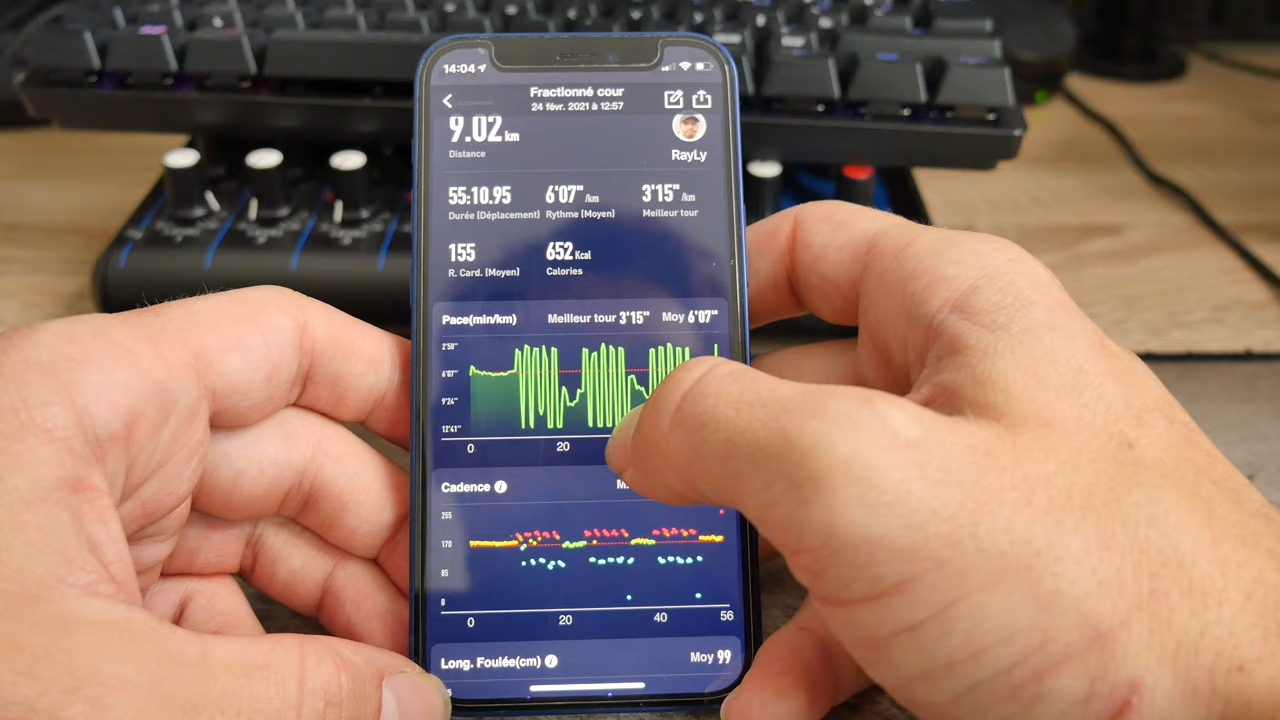 14:04
Fractionné cour
24 févr. 2021 à 12:57
9.02 km
Distance
RayLy
55:10.95 6'07" /km 3'15" /km
Durée (Déplacement) Rythme (Moyen) Meilleur tour
155 652 Kcal
R. Card. (Moyen) Calories
Pace(min/km) Meilleur tour 3'15" Moy 6'07"
2'50"
6'07"
9'24"
12'41"
0 20
Cadence
255
170
85
0
0 20 40 56
Long. Foulée(cm) Moy 99